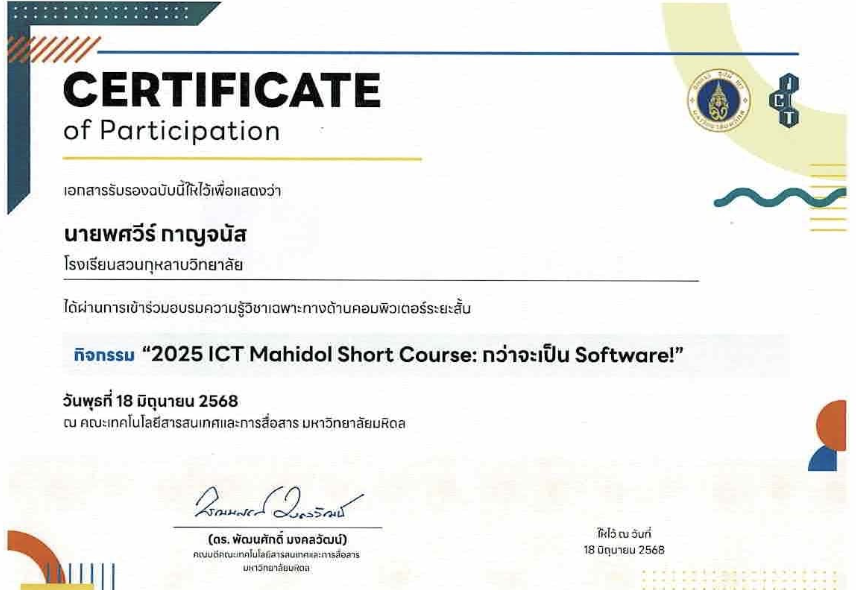 CERTIFICATE
of Participation
เอกสารรับรองฉบับนี้ให้ไว้เพื่อแสดงว่า
นายพศวีร์ กาญจนัส
โรงเรียนสวนกุหลาบวิทยาลัย
ได้ผ่านการเข้าร่วมอบรมความรู้วิชาเฉพาะทางด้านคอมพิวเตอร์ระยะสั้น
กิจกรรม “2025 ICT Mahidol Short Course: กว่าจะเป็น Software!”
วันพุธที่ 18 มิถุนายน 2568
ณ คณะเทคโนโลยีสารสนเทศและการสื่อสาร มหาวิทยาลัยมหิดล
(ดร. พัฒนศักดิ์ มงคลวัฒน์)
คณบดีคณะเทคโนโลยีสารสนเทศและการสื่อสาร
มหาวิทยาลัยมหิดล
ให้ไว้ ณ วันที่
18 มิถุนายน 2568
ICT